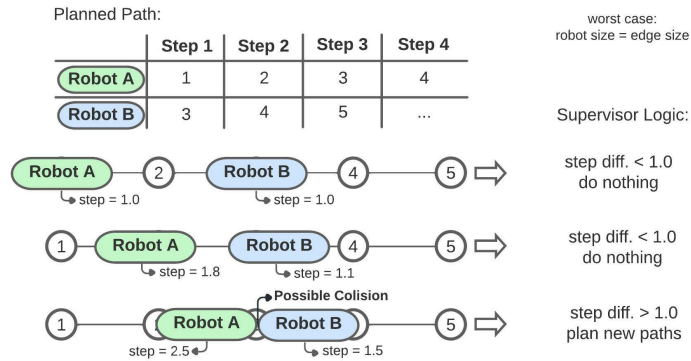 Planned Path:
worst case:
robot size = edge size
Step 1 Step 2 Step 3 Step 4
Robot A 1 2 3 4
Robot B 3 4 5 ...
Supervisor Logic:
Robot A 2 Robot B 4 5
step = 1.0 step = 1.0
step diff. < 1.0
do nothing
1 Robot A Robot B 4 5
step = 1.8 step = 1.1
step diff. < 1.0
do nothing
Possible Colision
1 Robot A Robot B 5
step = 2.5 step = 1.5
step diff. > 1.0
plan new paths